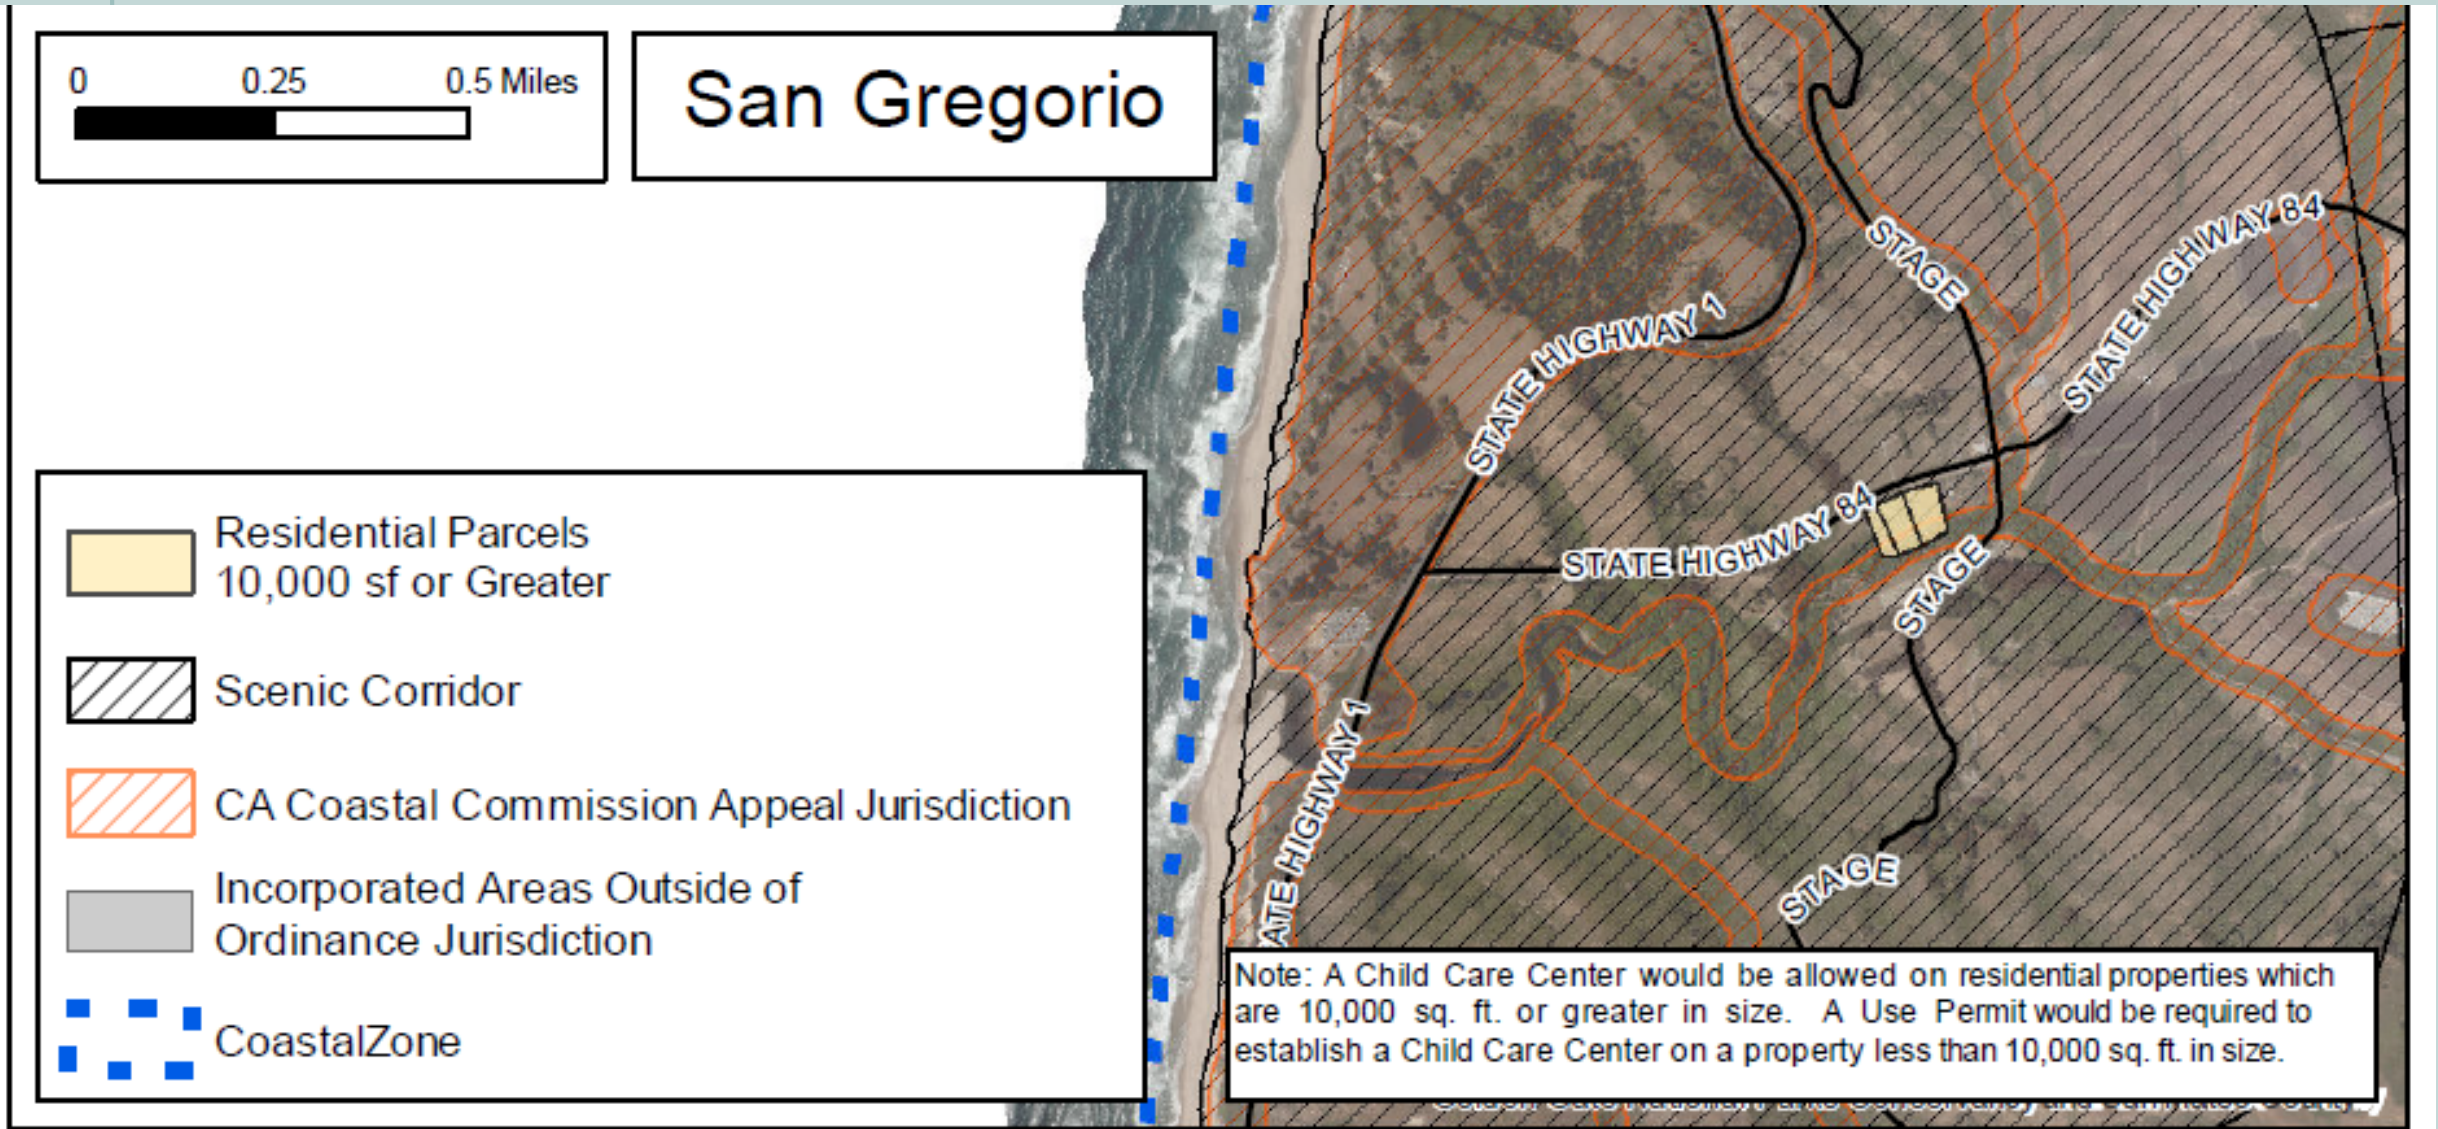 0 0.25 0.5 Miles
San Gregorio
STAGE
STATE HIGHWAY 84
STATE HIGHWAY 1
STATE HIGHWAY 84
STAGE
STATE HIGHWAY 1
STAGE
Residential Parcels
10,000 sf or Greater
Scenic Corridor
CA Coastal Commission Appeal Jurisdiction
Incorporated Areas Outside of
Ordinance Jurisdiction
CoastalZone
Note: A Child Care Center would be allowed on residential properties which
are 10,000 sq. ft. or greater in size. A Use Permit would be required to
establish a Child Care Center on a property less than 10,000 sq. ft. in size.